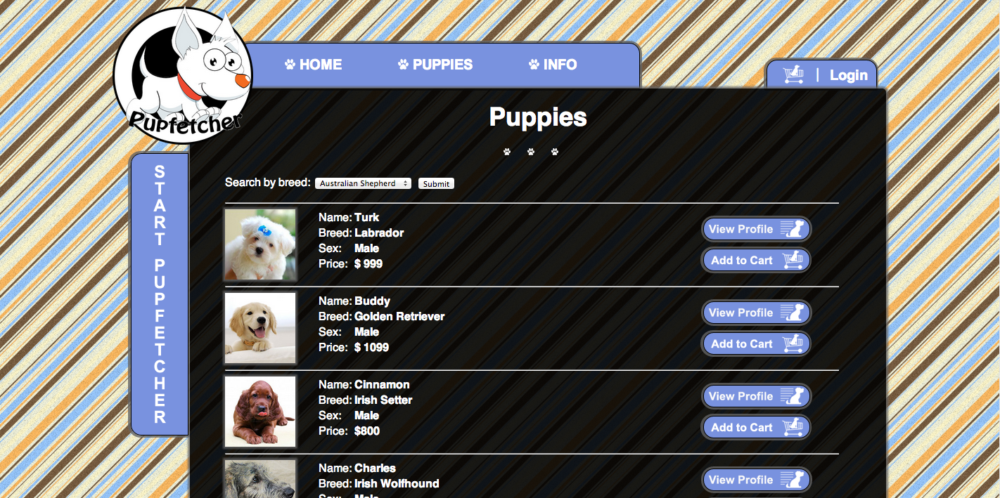 HOME
PUPPIES
INFO
| Login
Pupfetcher
Puppies
START PUPFETCHER
Search by breed: Australian Shepherd Submit
Name: Turk
Breed: Labrador
Sex: Male
Price: $ 999
View Profile
Add to Cart
Name: Buddy
Breed: Golden Retriever
Sex: Male
Price: $ 1099
View Profile
Add to Cart
Name: Cinnamon
Breed: Irish Setter
Sex: Male
Price: $800
View Profile
Add to Cart
Name: Charles
Breed: Irish Wolfhound
Sex: Male
View Profile